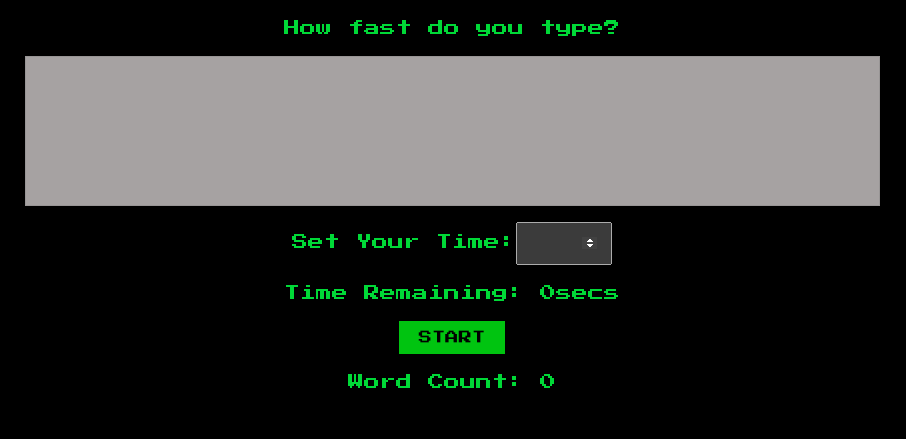 How fast do you type?
Set Your Time:
Time Remaining: 0secs
START
Word Count: 0